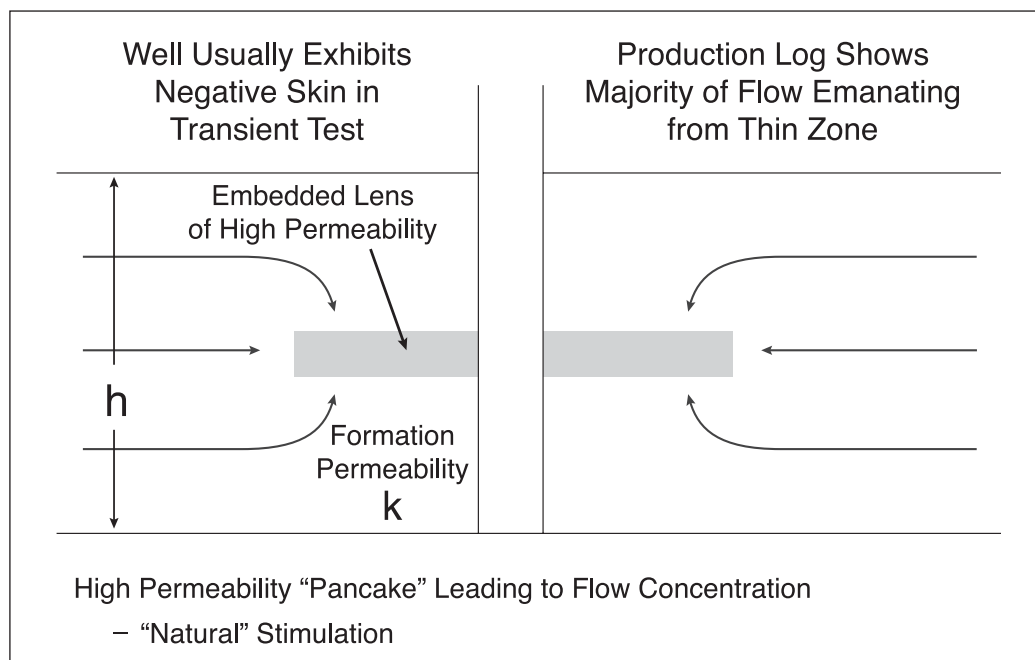 Well Usually Exhibits
Negative Skin in
Transient Test
Production Log Shows
Majority of Flow Emanating
from Thin Zone
Embedded Lens
of High Permeability
h
Formation
Permeability
k
High Permeability “Pancake” Leading to Flow Concentration
– “Natural” Stimulation